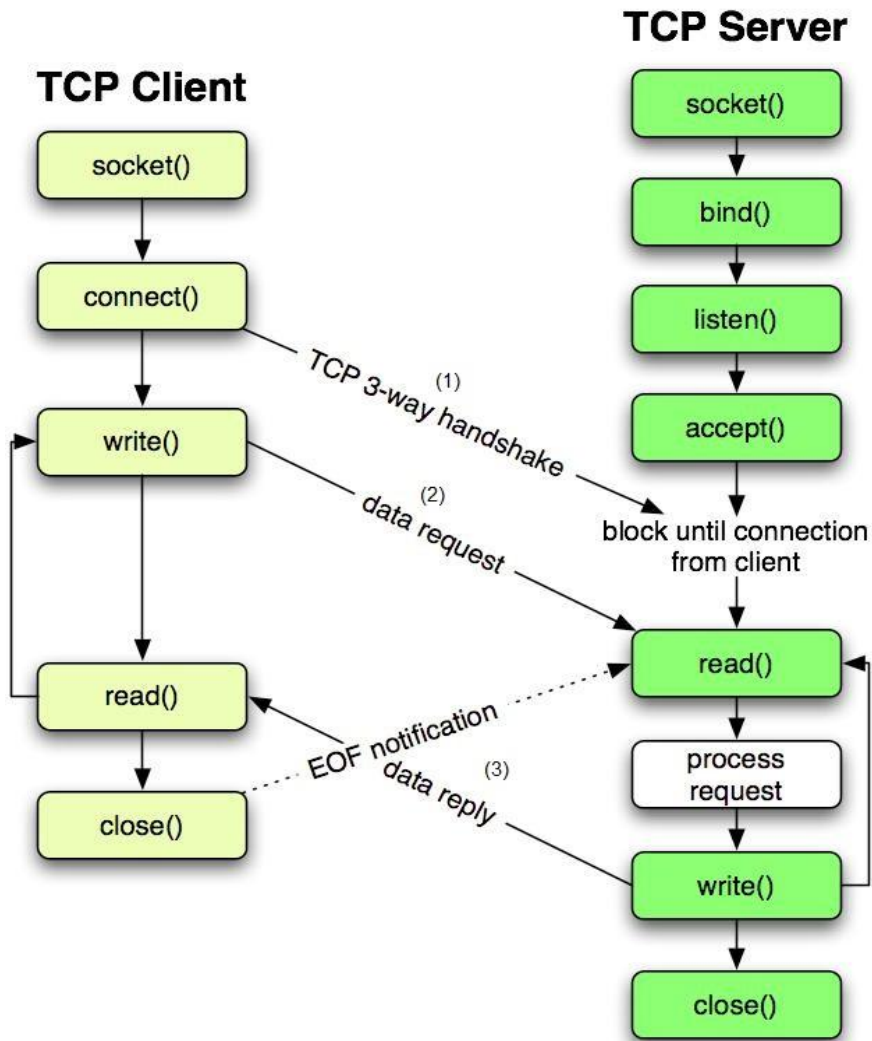 TCP Server
TCP Client
socket()
socket()
bind()
connect()
listen()
(1)
TCP 3-way handshake
write()
accept()
(2)
data request
block until connection
from client
read()
read()
EOF notification
(3)
data reply
process
request
close()
write()
close()